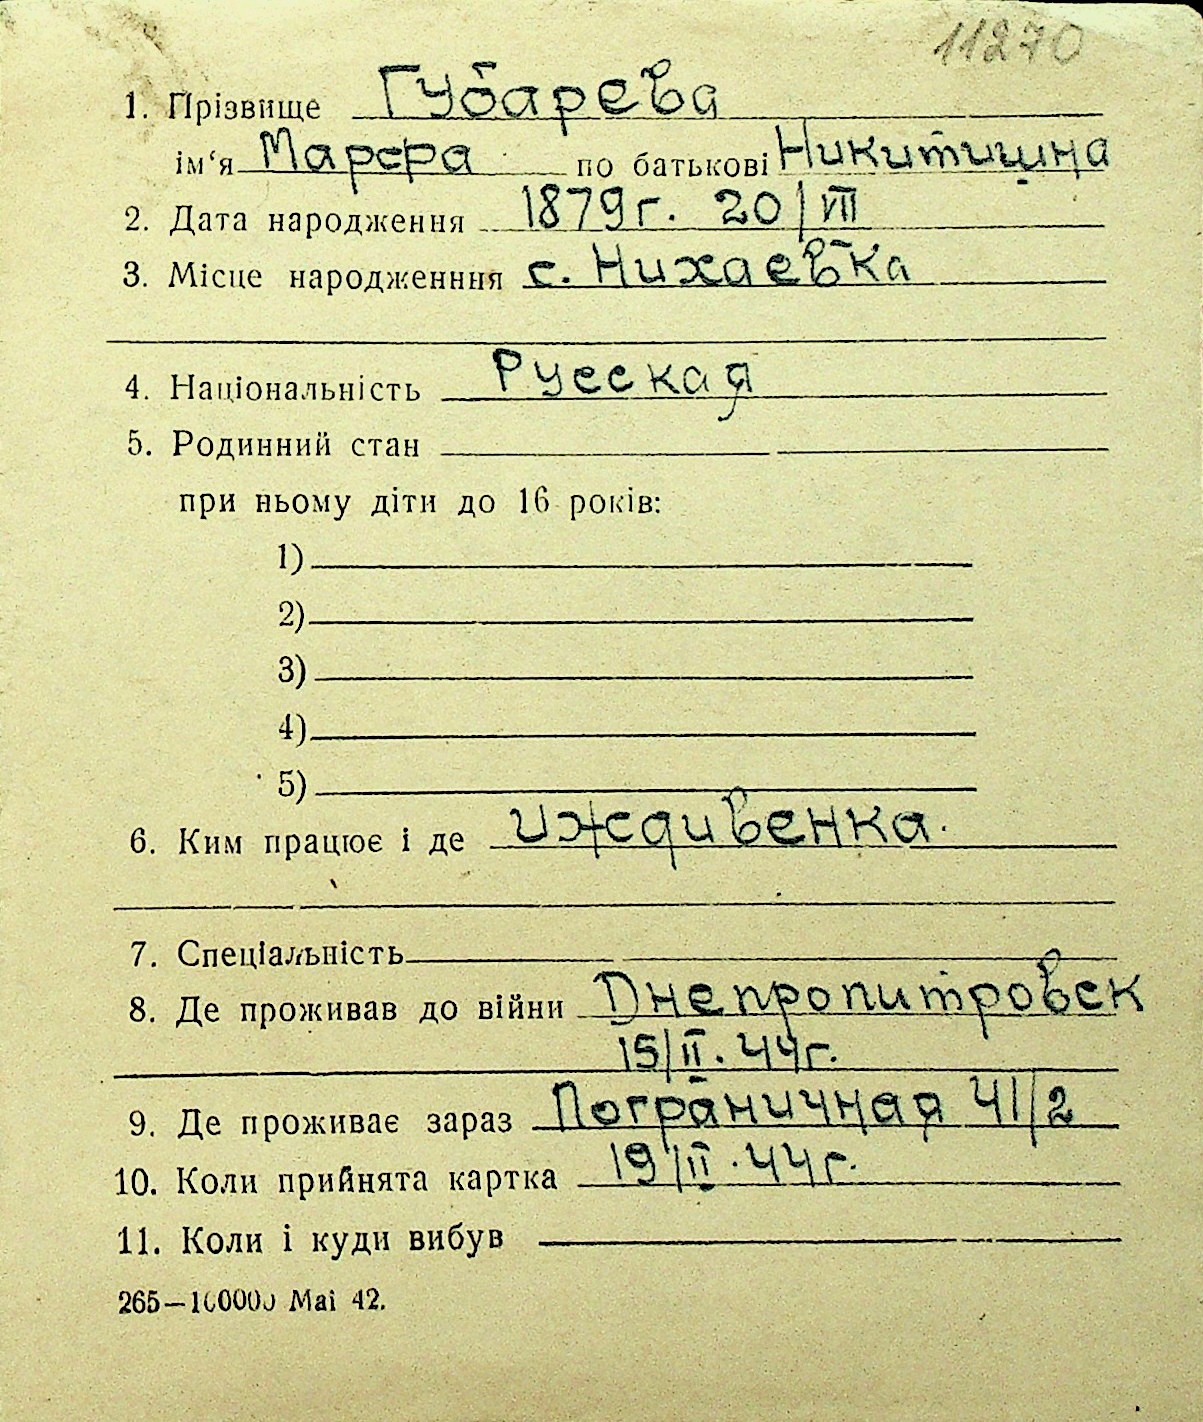 11270
1. Прізвище Губарева
ім‘я Марфа по батькові Никитишна
2. Дата народження 1879г. 20/VII
3. Місце народженння с. Нихаевка
4. Національність Русская
5. Родинний стан
при ньому діти до 16 років:
1)
2)
3)
4)
5)
6. Ким працює і де иждивенка.
7. Спеціальність
8. Де проживав до війни Днепропитровск
15/II. 44г.
9. Де проживає зараз Пограничная 41/2
10. Коли прийнята картка 19/II. 44г.
11. Коли і куди вибув
265—100000 Маі 42.